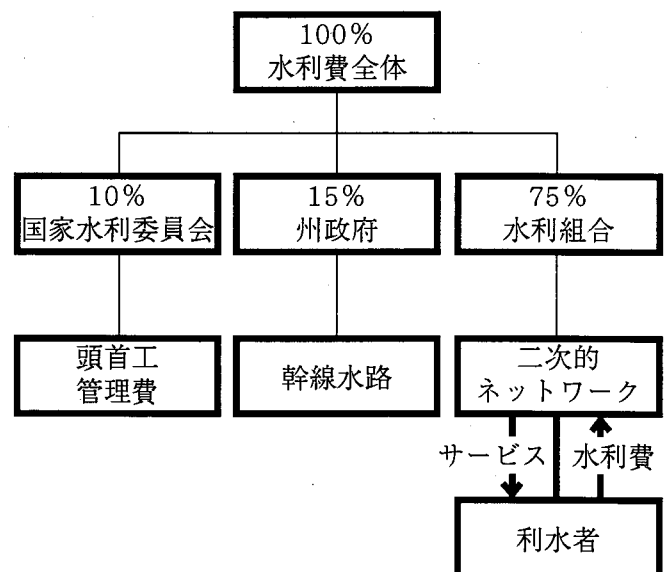 100%
水利費全体
10%
国家水利委員会
15%
州政府
75%
水利組合
頭首工
管理費
幹線水路
二次的
ネットワーク
サービス
水利費
利水者